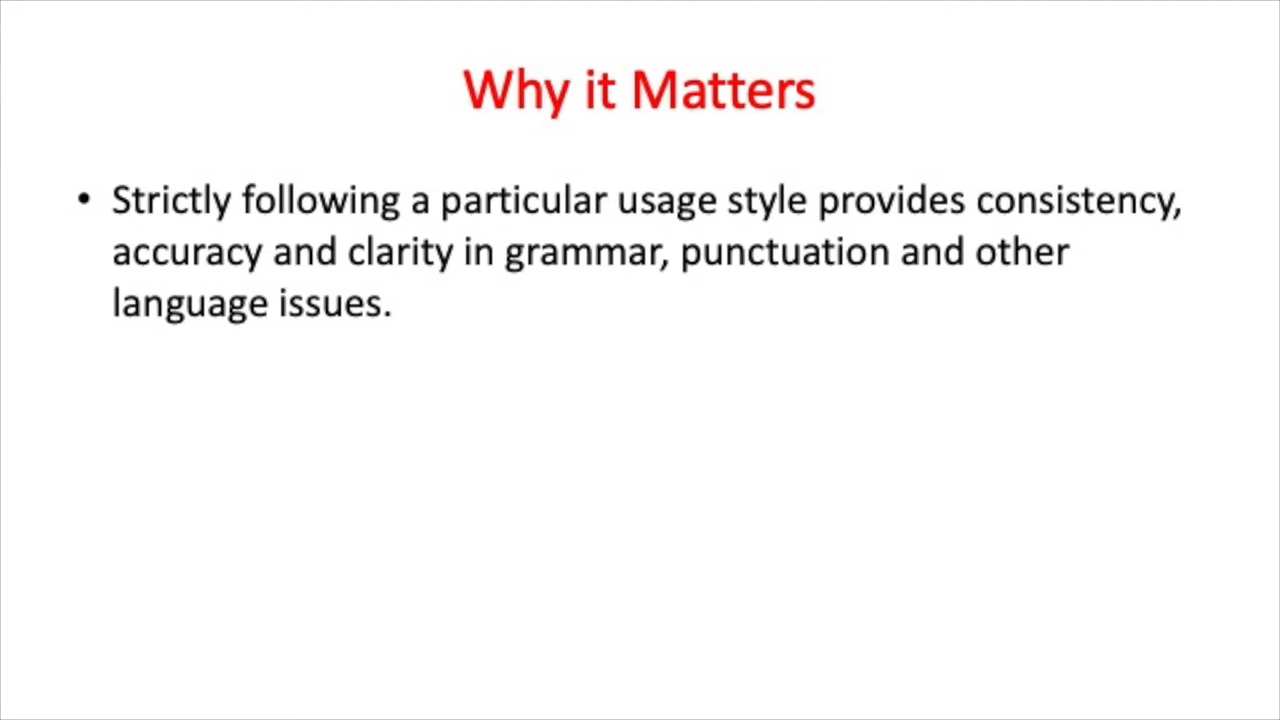 Why it Matters
• Strictly following a particular usage style provides consistency,
accuracy and clarity in grammar, punctuation and other
language issues.